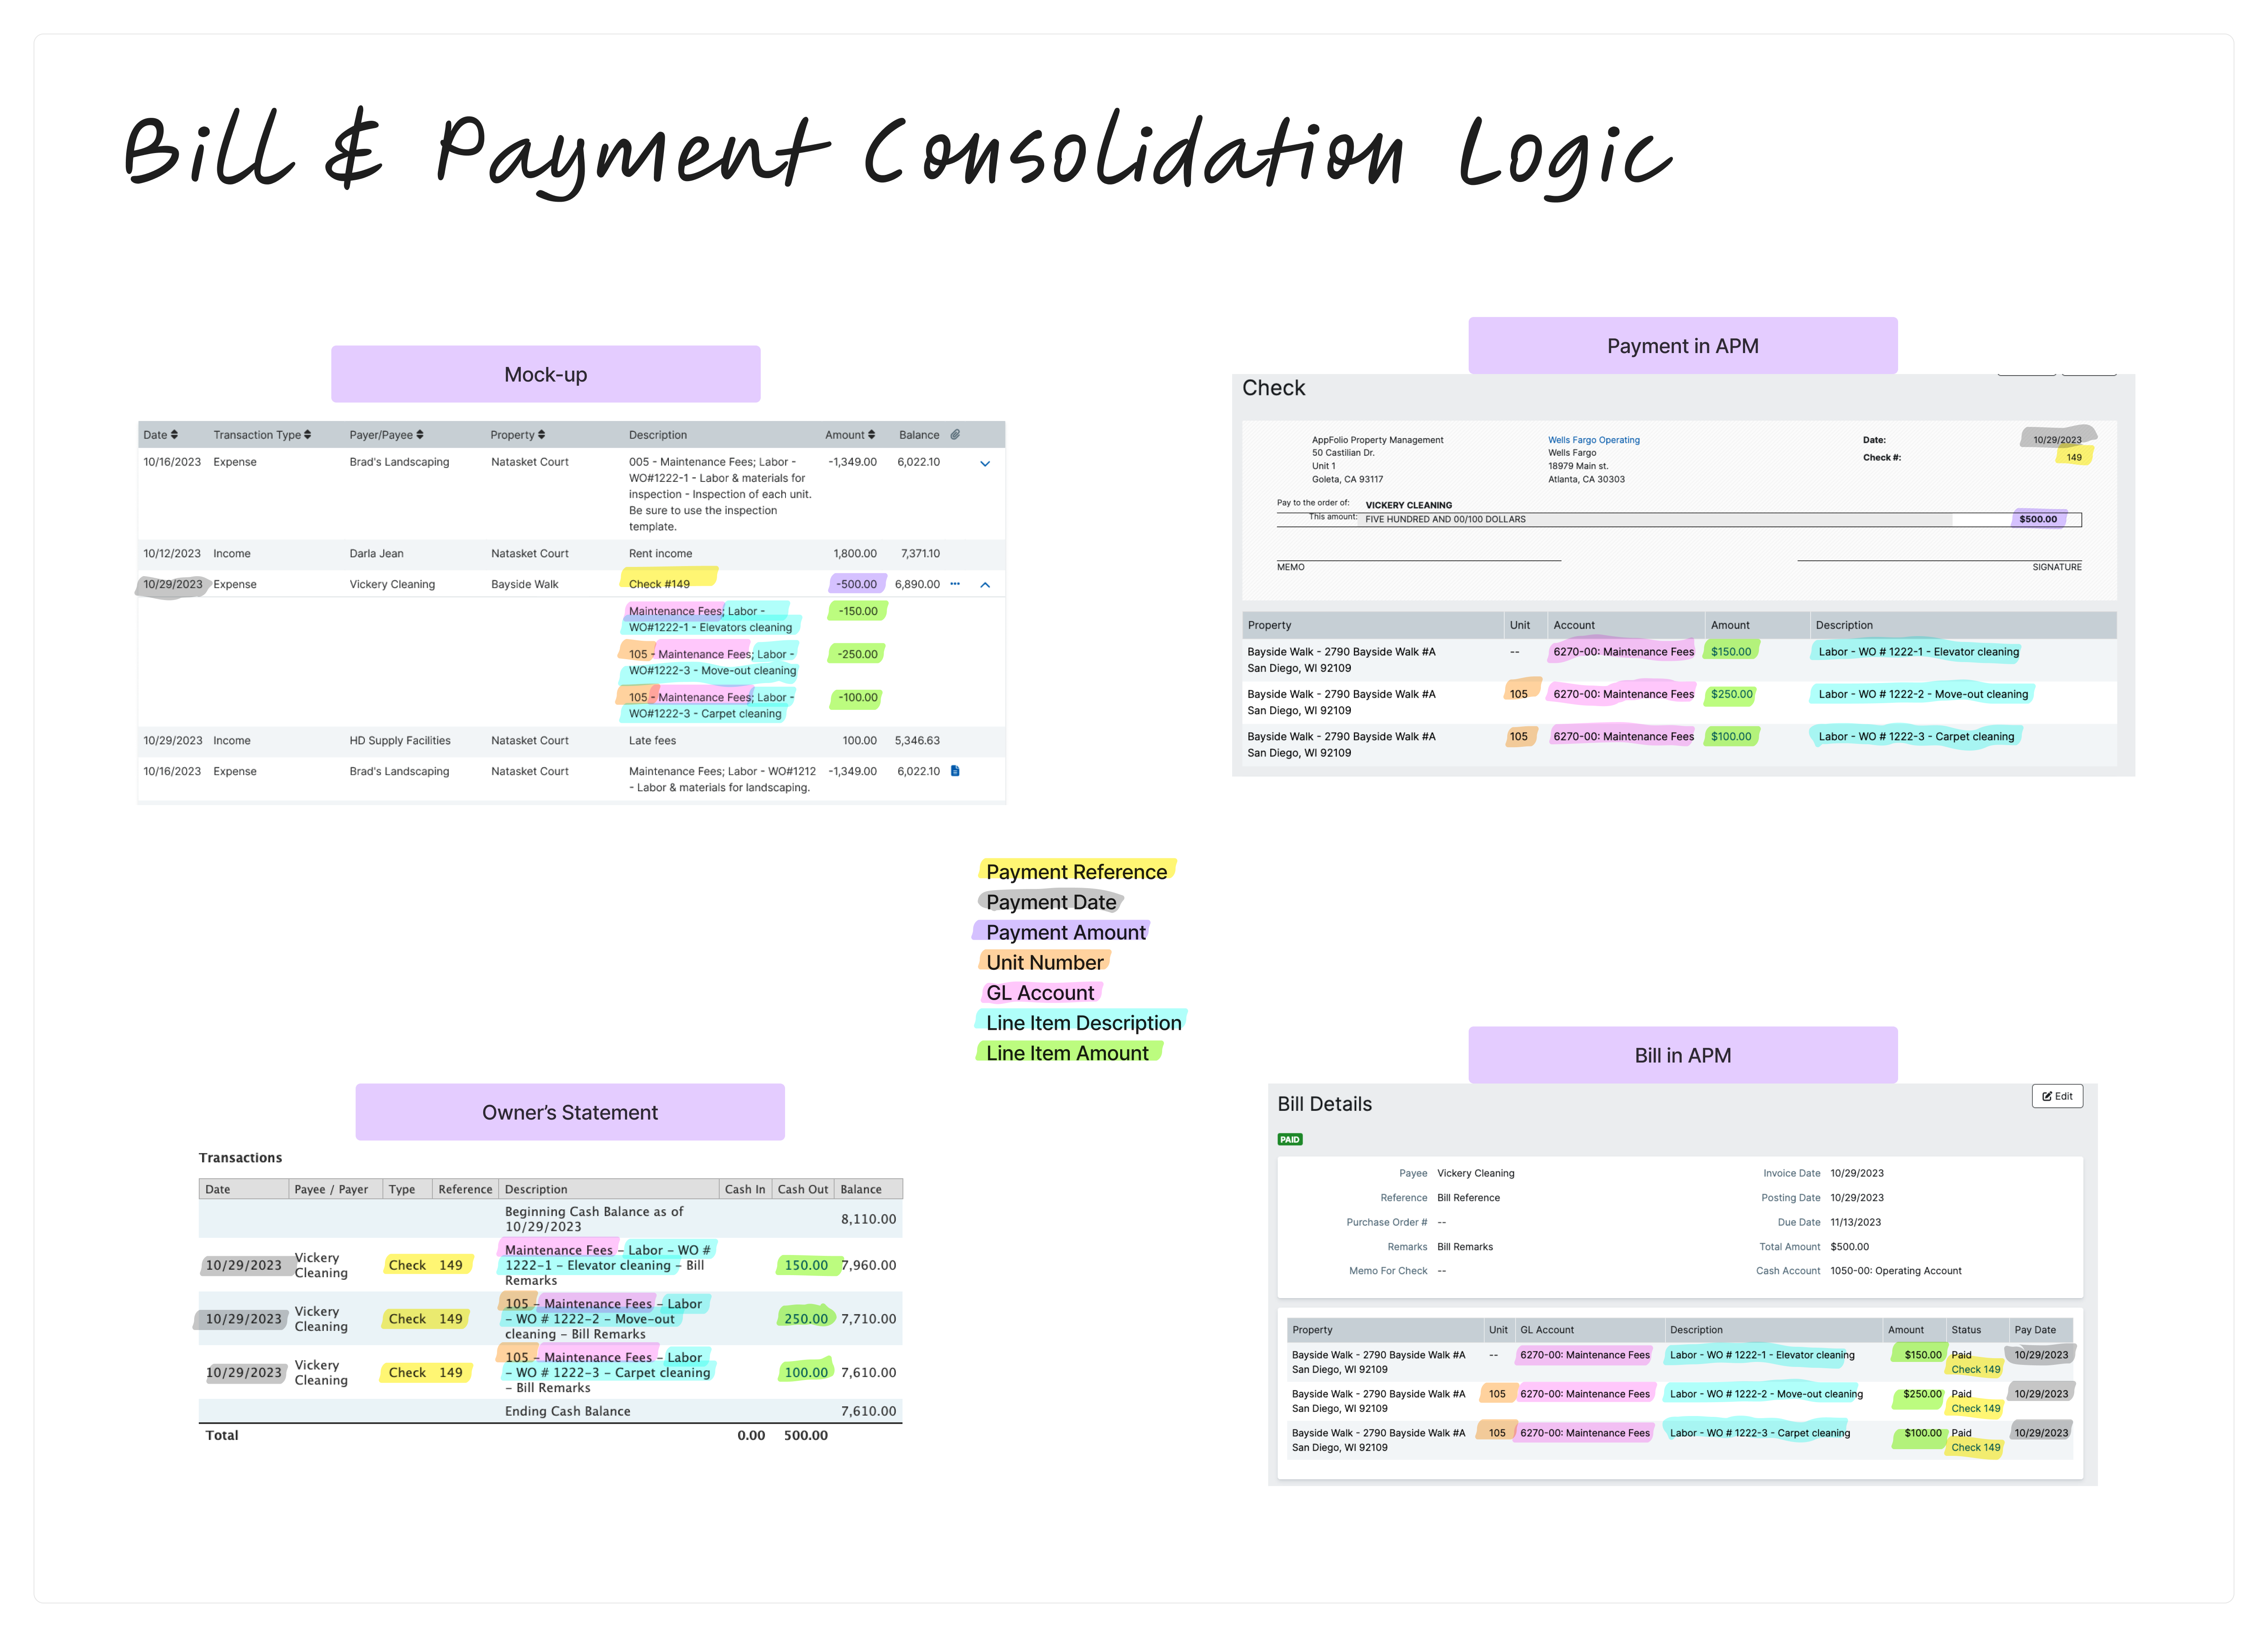 Bill & Payment Consolidation Logic
Mock-up
Date Transaction Type Payer/Payee Property Description Amount Balance
10/16/2023 Expense Brad's Landscaping Natasket Court 005 - Maintenance Fees; Labor - -1,349.00 6,022.10
WO#1222-1 - Labor & materials for
inspection - Inspection of each unit.
Be sure to use the inspection
template.
10/12/2023 Income Darla Jean Natasket Court Rent income 1,800.00 7,371.10
10/29/2023 Expense Vickery Cleaning Bayside Walk Check #149 -500.00 6,890.00 •••
Maintenance Fees; Labor - -150.00
WO#1222-1 - Elevators cleaning
105 - Maintenance Fees; Labor - -250.00
WO#1222-3 - Move-out cleaning
105 - Maintenance Fees; Labor - -100.00
WO#1222-3 - Carpet cleaning
10/29/2023 Income HD Supply Facilities Natasket Court Late fees 100.00 5,346.63
10/16/2023 Expense Brad's Landscaping Natasket Court Maintenance Fees; Labor - WO#1212 -1,349.00 6,022.10
- Labor & materials for landscaping.
Payment in APM
Check
AppFolio Property Management Wells Fargo Operating Date: 10/29/2023
50 Castilian Dr. Wells Fargo Check #: 149
Unit 1 18979 Main st.
Goleta, CA 93117 Atlanta, CA 30303
Pay to the order of: VICKERY CLEANING
This amount: FIVE HUNDRED AND 00/100 DOLLARS $500.00
MEMO SIGNATURE
Property Unit Account Amount Description
Bayside Walk - 2790 Bayside Walk #A -- 6270-00: Maintenance Fees $150.00 Labor - WO # 1222-1 - Elevator cleaning
San Diego, WI 92109
Bayside Walk - 2790 Bayside Walk #A 105 6270-00: Maintenance Fees $250.00 Labor - WO # 1222-2 - Move-out cleaning
San Diego, WI 92109
Bayside Walk - 2790 Bayside Walk #A 105 6270-00: Maintenance Fees $100.00 Labor - WO # 1222-3 - Carpet cleaning
San Diego, WI 92109
Payment Reference
Payment Date
Payment Amount
Unit Number
GL Account
Line Item Description
Line Item Amount
Owner's Statement
Transactions
Date Payee / Payer Type Reference Description Cash In Cash Out Balance
Beginning Cash Balance as of 8,110.00
10/29/2023
10/29/2023 Vickery Cleaning Check 149 Maintenance Fees – Labor – WO # 150.00 7,960.00
1222–1 – Elevator cleaning – Bill
Remarks
10/29/2023 Vickery Cleaning Check 149 105 – Maintenance Fees – Labor 250.00 7,710.00
– WO # 1222–2 – Move–out
cleaning – Bill Remarks
10/29/2023 Vickery Cleaning Check 149 105 – Maintenance Fees – Labor 100.00 7,610.00
– WO # 1222–3 – Carpet cleaning
– Bill Remarks
Ending Cash Balance 7,610.00
Total 0.00 500.00
Bill in APM
Bill Details Edit
PAID
Payee Vickery Cleaning Invoice Date 10/29/2023
Reference Bill Reference Posting Date 10/29/2023
Purchase Order # -- Due Date 11/13/2023
Remarks Bill Remarks Total Amount $500.00
Memo For Check -- Cash Account 1050-00: Operating Account
Property Unit GL Account Description Amount Status Pay Date
Bayside Walk - 2790 Bayside Walk #A -- 6270-00: Maintenance Fees Labor - WO # 1222-1 - Elevator cleaning $150.00 Paid 10/29/2023
San Diego, WI 92109 Check 149
Bayside Walk - 2790 Bayside Walk #A 105 6270-00: Maintenance Fees Labor - WO # 1222-2 - Move-out cleaning $250.00 Paid 10/29/2023
San Diego, WI 92109 Check 149
Bayside Walk - 2790 Bayside Walk #A 105 6270-00: Maintenance Fees Labor - WO # 1222-3 - Carpet cleaning $100.00 Paid 10/29/2023
San Diego, WI 92109 Check 149